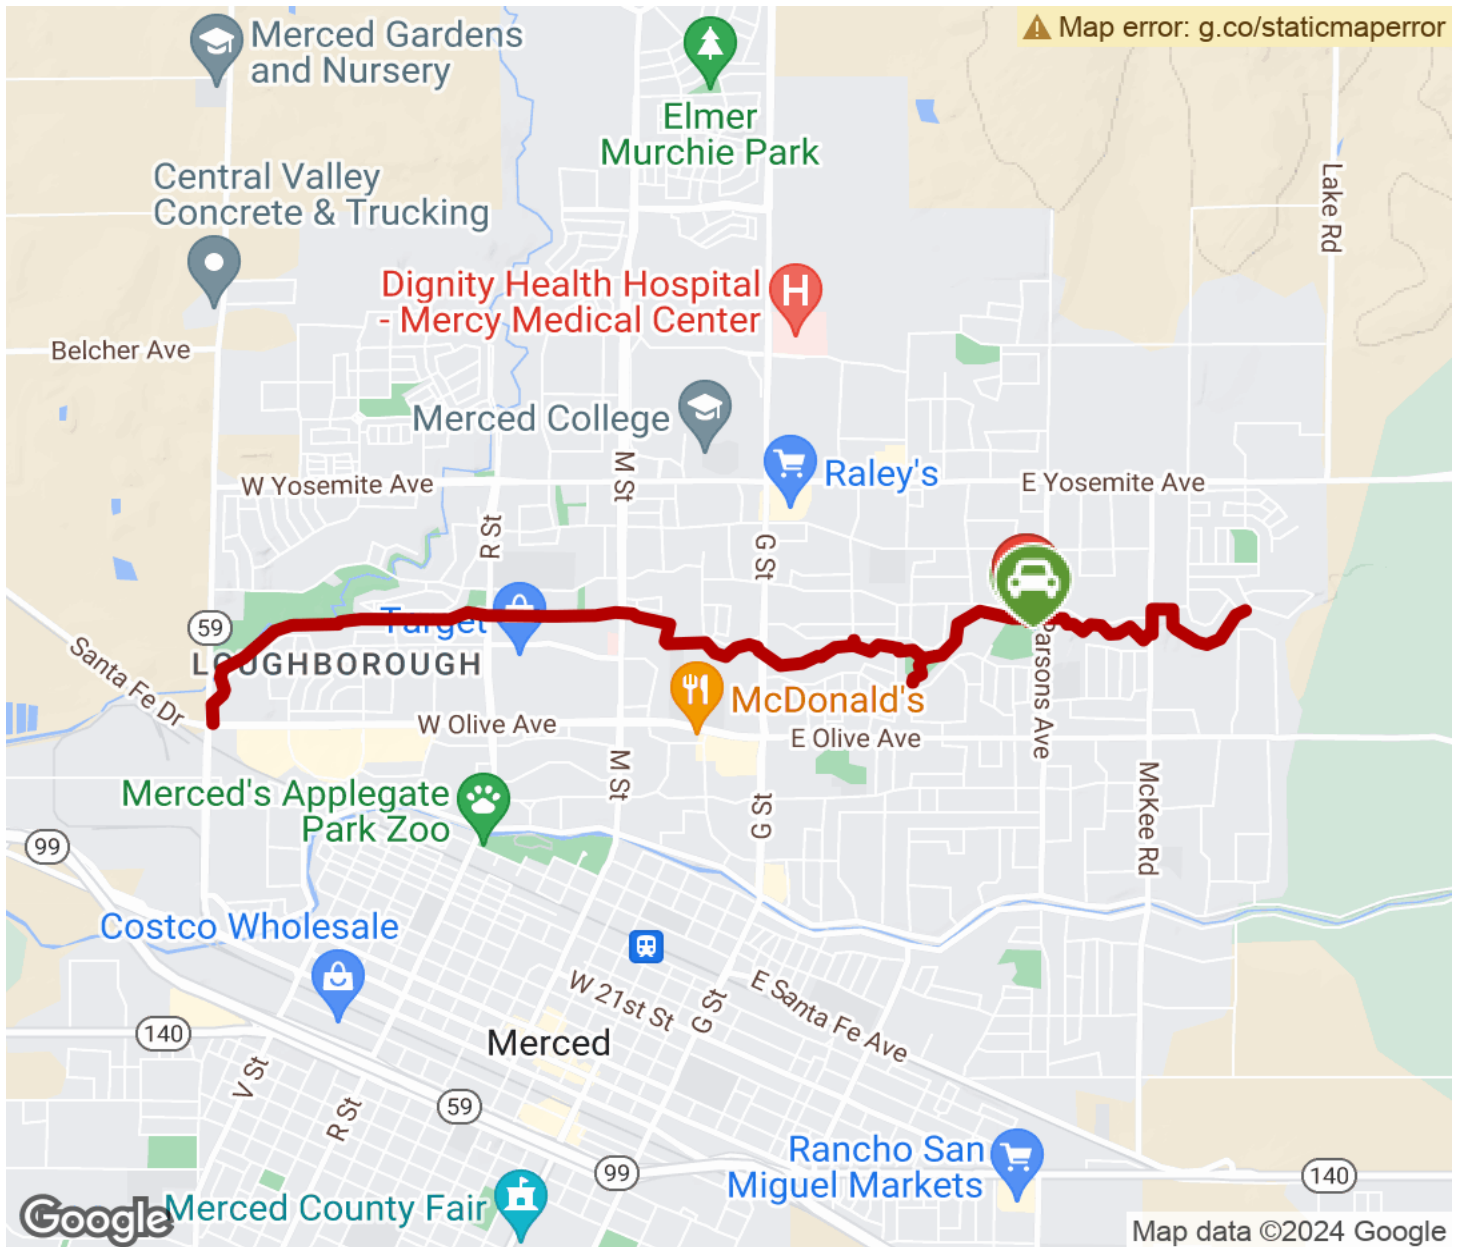 Merced Gardens
and Nursery
Map error: g.co/staticmaperror
Elmer
Murchie Park
Central Valley
Concrete & Trucking
Lake Rd
Dignity Health Hospital
- Mercy Medical Center
H
Belcher Ave
Merced College
M St
Raley's
W Yosemite Ave
E Yosemite Ave
R St
G St
59
Target
Santa Fe Dr
LOUGHBOROUGH
Parsons Ave
McDonald's
W Olive Ave
E Olive Ave
M St
McKee Rd
Merced's Applegate
Park Zoo
G St
99
Costco Wholesale
W 21st St
G St
E Santa Fe Ave
140
Merced
V St
R St
59
Rancho San
Miguel Markets
99
140
Google
Merced County Fair
Map data ©2024 Google